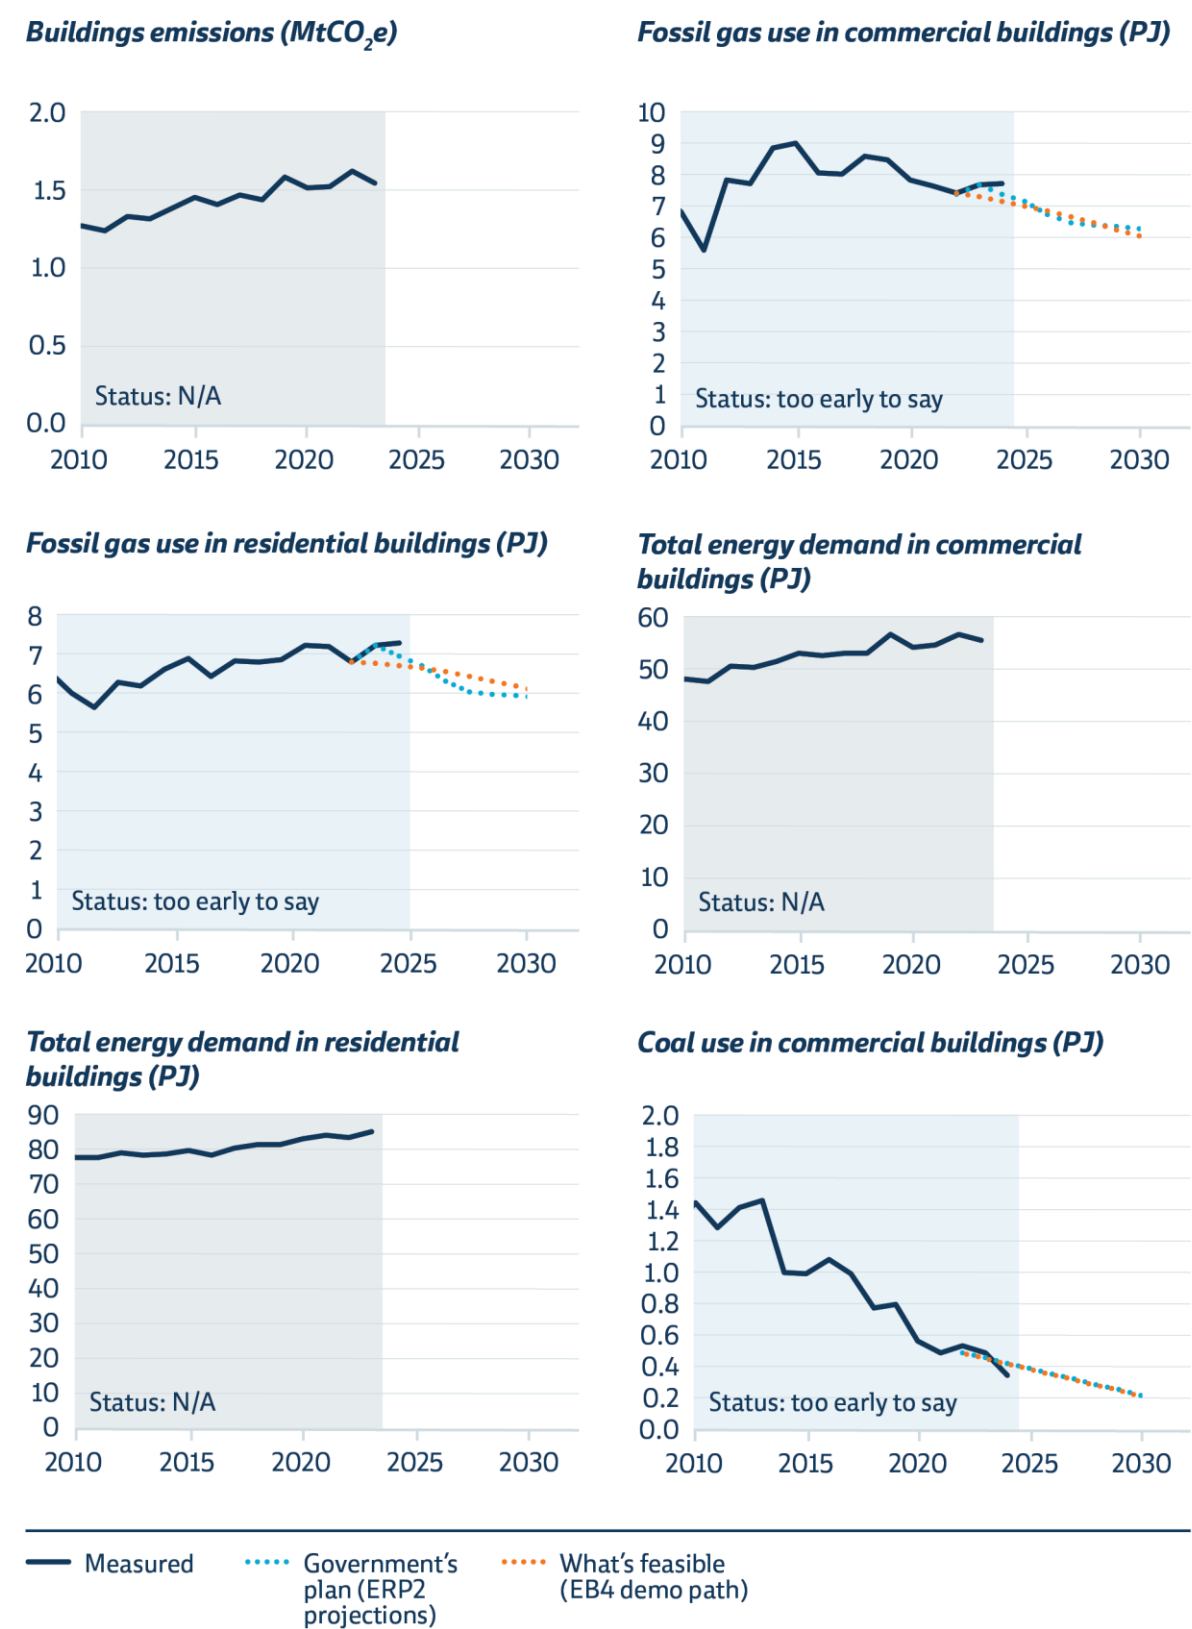 Buildings emissions (MtCO₂e)
2.0
1.5
1.0
0.5
0.0
Status: N/A
2010 2015 2020 2025 2030
Fossil gas use in commercial buildings (PJ)
10
9
8
7
6
5
4
3
2
1
0
Status: too early to say
2010 2015 2020 2025 2030
Fossil gas use in residential buildings (PJ)
8
7
6
5
4
3
2
1
0
Status: too early to say
2010 2015 2020 2025 2030
Total energy demand in commercial
buildings (PJ)
60
50
40
30
20
10
0
Status: N/A
2010 2015 2020 2025 2030
Total energy demand in residential
buildings (PJ)
90
80
70
60
50
40
30
20
10
0
Status: N/A
2010 2015 2020 2025 2030
Coal use in commercial buildings (PJ)
2.0
1.8
1.6
1.4
1.2
1.0
0.8
0.6
0.4
0.2
0.0
Status: too early to say
2010 2015 2020 2025 2030
Measured
Government's
plan (ERP2
projections)
What's feasible
(EB4 demo path)